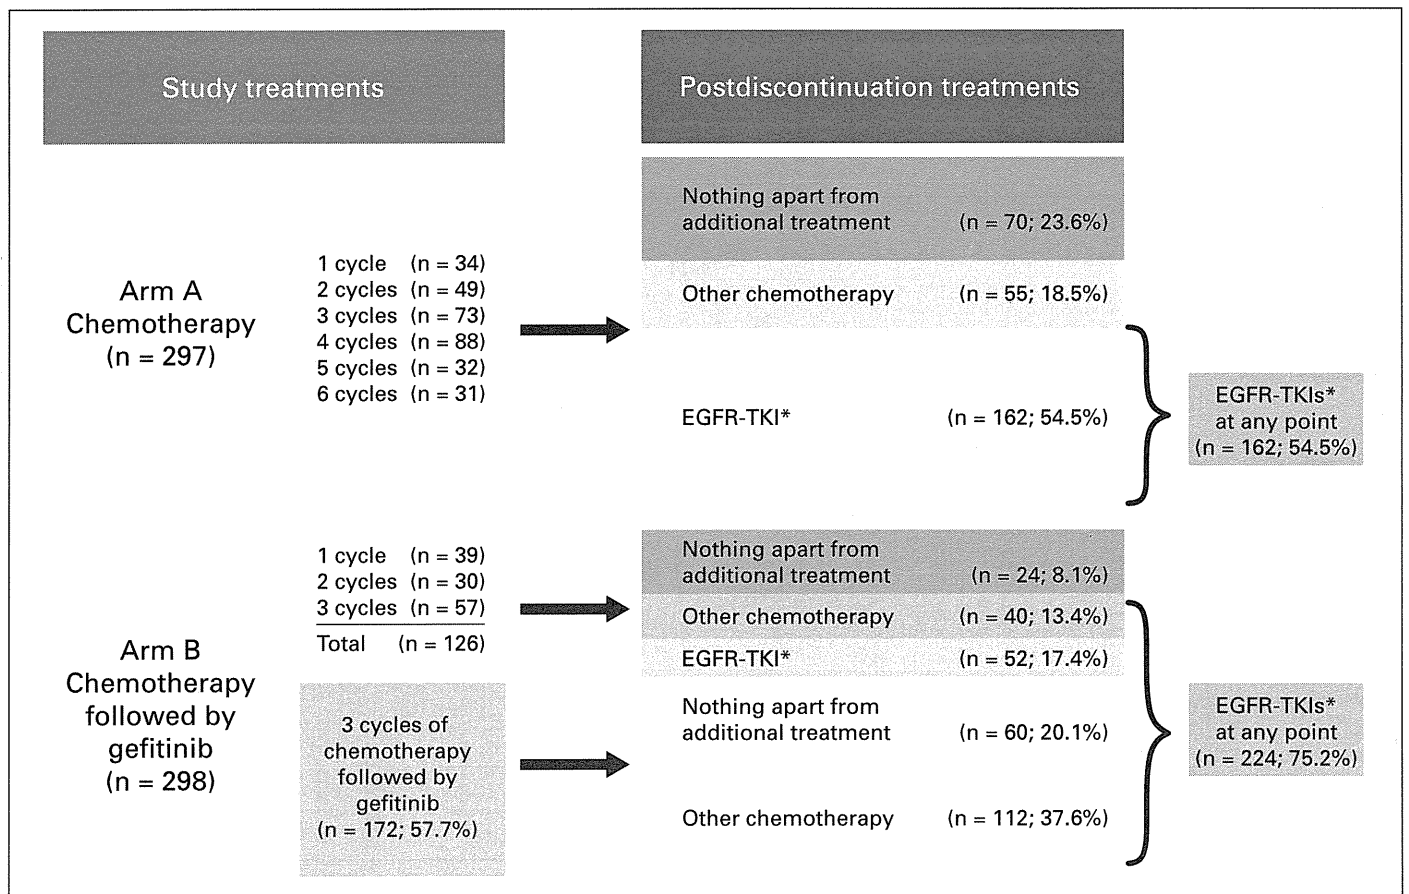 Study treatments
Postdiscontinuation treatments
Arm A
Chemotherapy
(n = 297)
1 cycle (n = 34)
2 cycles (n = 49)
3 cycles (n = 73)
4 cycles (n = 88)
5 cycles (n = 32)
6 cycles (n = 31)
Nothing apart from
additional treatment (n = 70; 23.6%)
Other chemotherapy (n = 55; 18.5%)
EGFR-TKI* (n = 162; 54.5%)
EGFR-TKIs*
at any point
(n = 162; 54.5%)
Arm B
Chemotherapy
followed by
gefitinib
(n = 298)
1 cycle (n = 39)
2 cycles (n = 30)
3 cycles (n = 57)
Total (n = 126)
3 cycles of
chemotherapy
followed by
gefitinib
(n = 172; 57.7%)
Nothing apart from
additional treatment (n = 24; 8.1%)
Other chemotherapy (n = 40; 13.4%)
EGFR-TKI* (n = 52; 17.4%)
Nothing apart from
additional treatment (n = 60; 20.1%)
Other chemotherapy (n = 112; 37.6%)
EGFR-TKIs*
at any point
(n = 224; 75.2%)